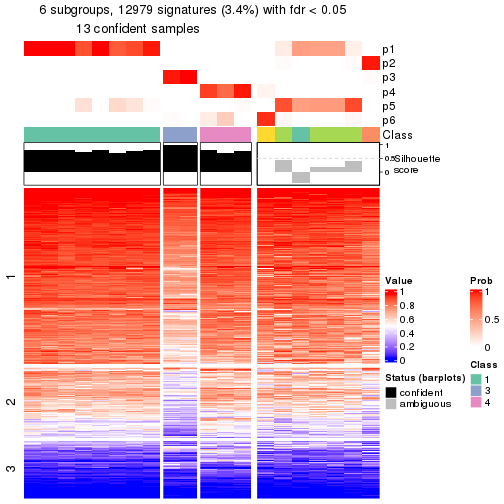 6 subgroups, 12979 signatures (3.4%) with fdr < 0.05
13 confident samples
p1
p2
p3
p4
p5
p6
Class
1
0.5
0
Silhouette
score
1
2
3
Value
1
0.8
0.6
0.4
0.2
0
Status (barplots)
confident
ambiguous
Prob
1
0.5
0
Class
1
3
4